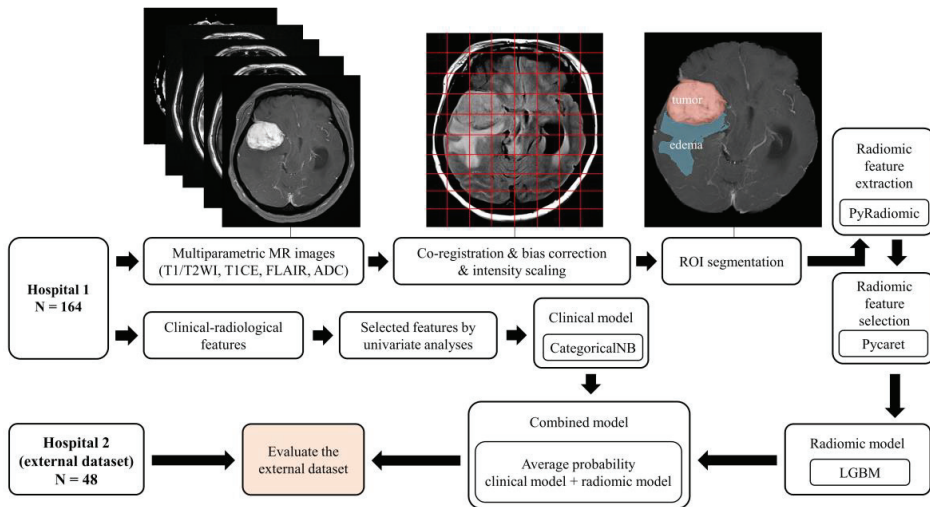 tumor
edema
Radiomic
feature
extraction
PyRadiomic
Hospital 1
N = 164
Multiparametric MR images
(T1/T2WI, T1CE, FLAIR, ADC)
Co-registration & bias correction
& intensity scaling
ROI segmentation
Radiomic
feature
selection
Pycaret
Clinical-radiological
features
Selected features by
univariate analyses
Clinical model
CategoricalNB
Hospital 2
(external dataset)
N = 48
Evaluate the
external dataset
Combined model
Average probability
clinical model + radiomic model
Radiomic model
LGBM